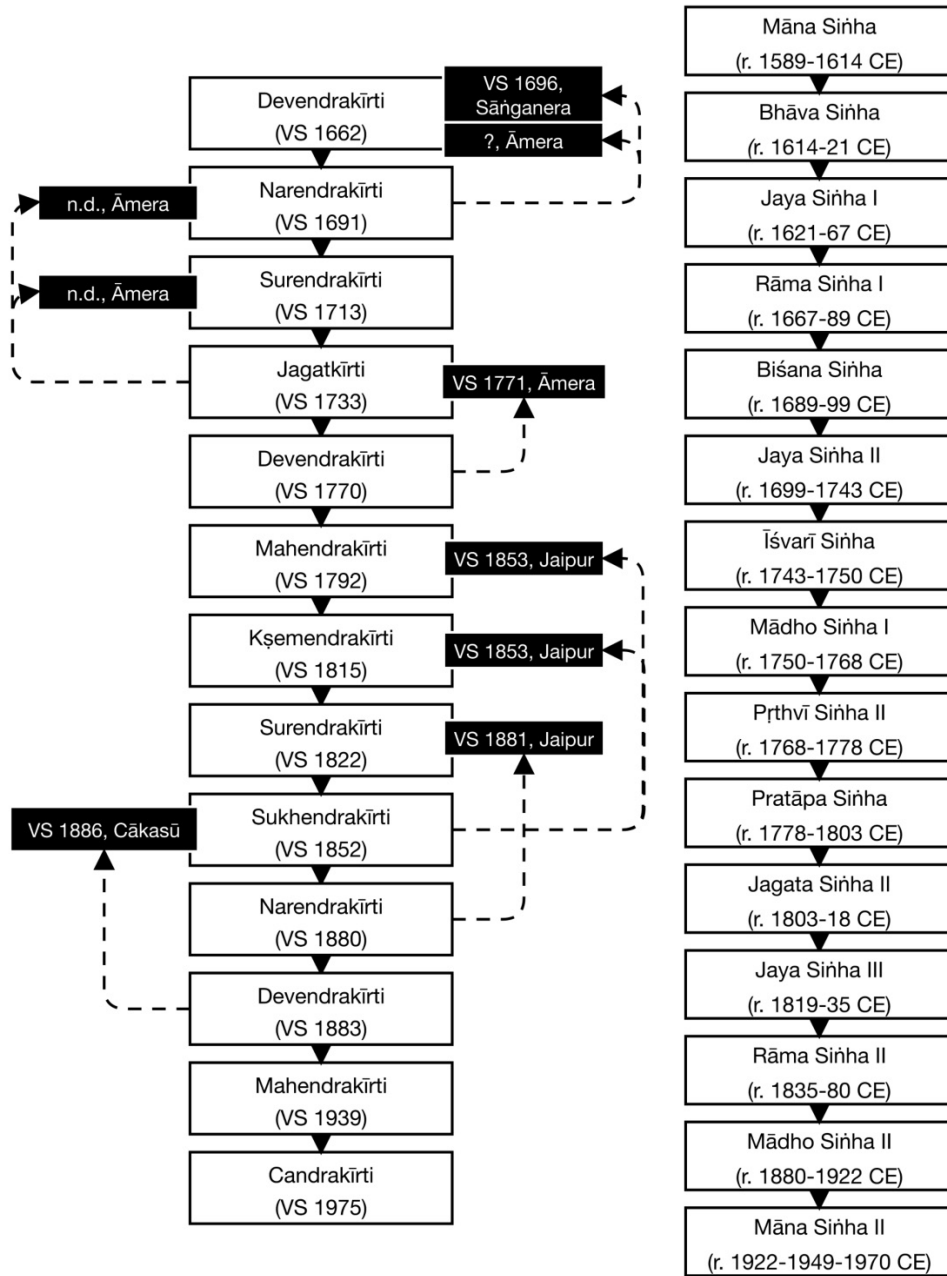 Devendrakīrti
(VS 1662)
VS 1696,
Sāṅganera
?, Āmera
n.d., Āmera
Narendrakīrti
(VS 1691)
n.d., Āmera
Surendrakīrti
(VS 1713)
Jagatkīrti
(VS 1733)
VS 1771, Āmera
Devendrakīrti
(VS 1770)
Mahendrakīrti
(VS 1792)
VS 1853, Jaipur
Kṣemendrakīrti
(VS 1815)
VS 1853, Jaipur
Surendrakīrti
(VS 1822)
VS 1881, Jaipur
VS 1886, Cākasū
Sukhendrakīrti
(VS 1852)
Narendrakīrti
(VS 1880)
Devendrakīrti
(VS 1883)
Mahendrakīrti
(VS 1939)
Candrakīrti
(VS 1975)
Māna Siṅha
(r. 1589-1614 CE)
Bhāva Siṅha
(r. 1614-21 CE)
Jaya Siṅha I
(r. 1621-67 CE)
Rāma Siṅha I
(r. 1667-89 CE)
Biśana Siṅha
(r. 1689-99 CE)
Jaya Siṅha II
(r. 1699-1743 CE)
Īśvarī Siṅha
(r. 1743-1750 CE)
Mādho Siṅha I
(r. 1750-1768 CE)
Pṛthvī Siṅha II
(r. 1768-1778 CE)
Pratāpa Siṅha
(r. 1778-1803 CE)
Jagata Siṅha II
(r. 1803-18 CE)
Jaya Siṅha III
(r. 1819-35 CE)
Rāma Siṅha II
(r. 1835-80 CE)
Mādho Siṅha II
(r. 1880-1922 CE)
Māna Siṅha II
(r. 1922-1949-1970 CE)